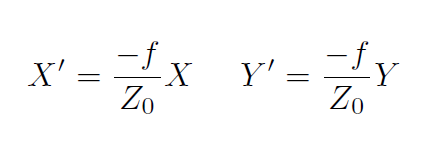 X′ = −f/Z₀ X  Y′ = −f/Z₀ Y